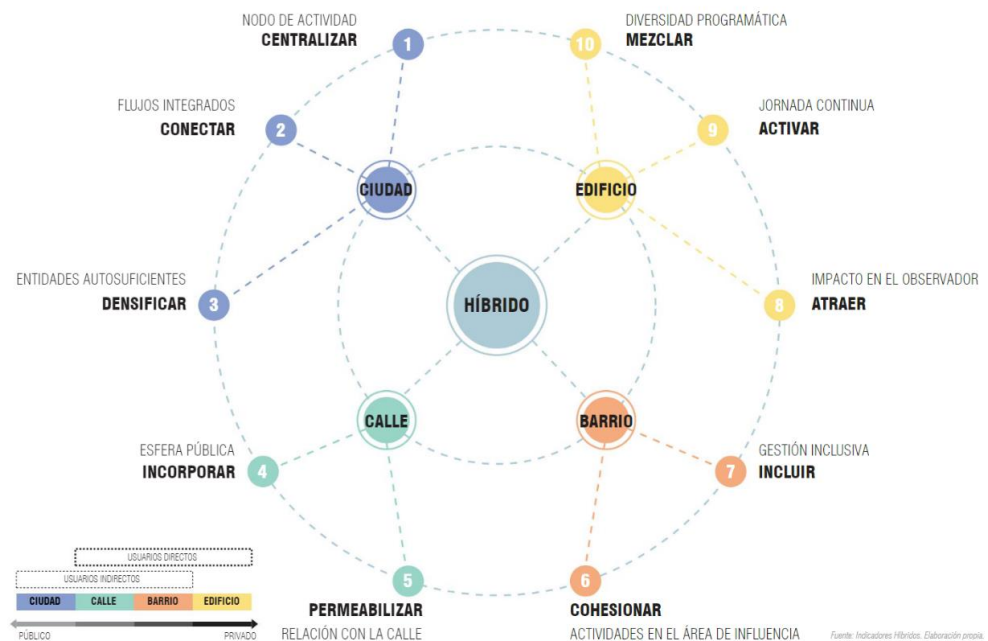 NODO DE ACTIVIDAD
CENTRALIZAR
1
DIVERSIDAD PROGRAMÁTICA
MEZCLAR
10
FLUJOS INTEGRADOS
CONECTAR
2
JORNADA CONTINUA
ACTIVAR
9
CIUDAD
EDIFICIO
ENTIDADES AUTOSUFICIENTES
DENSIFICAR
3
HÍBRIDO
IMPACTO EN EL OBSERVADOR
ATRAER
8
CALLE
BARRIO
ESFERA PÚBLICA
INCORPORAR
4
GESTIÓN INCLUSIVA
INCLUIR
7
5
PERMEABILIZAR
RELACIÓN CON LA CALLE
6
COHESIONAR
ACTIVIDADES EN EL ÁREA DE INFLUENCIA
USUARIOS DIRECTOS
USUARIOS INDIRECTOS
CIUDAD CALLE BARRIO EDIFICIO
PÚBLICO PRIVADO
Fuente: Indicadores Híbridos. Elaboración propia.